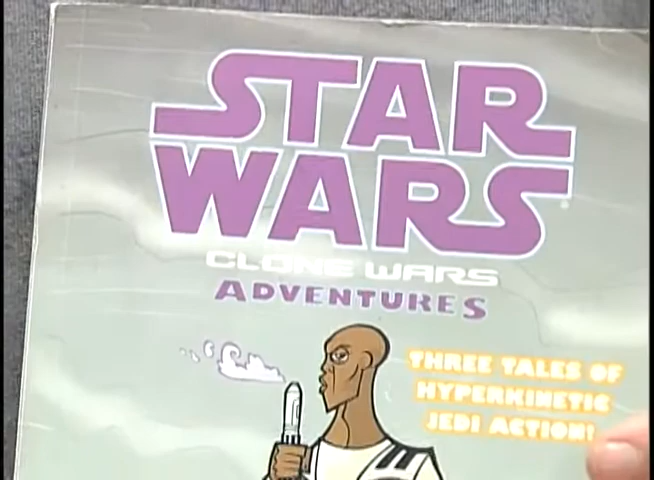 STAR
WARS
CLONE WARS
ADVENTURES
THREE TALES OF
HYPERKINETIC
JEDI ACTION!